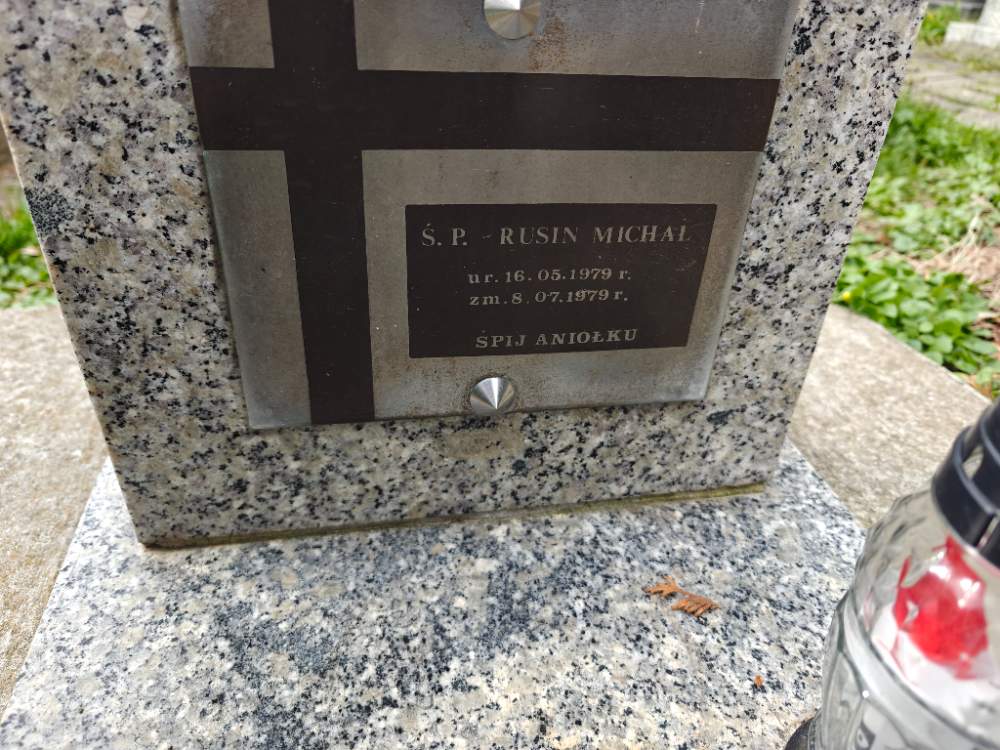 Ś. P. - RUSIN MICHAŁ
ur. 16. 05. 1979 r.
zm. 8. 07. 1979 r.
ŚPIJ ANIOŁKU